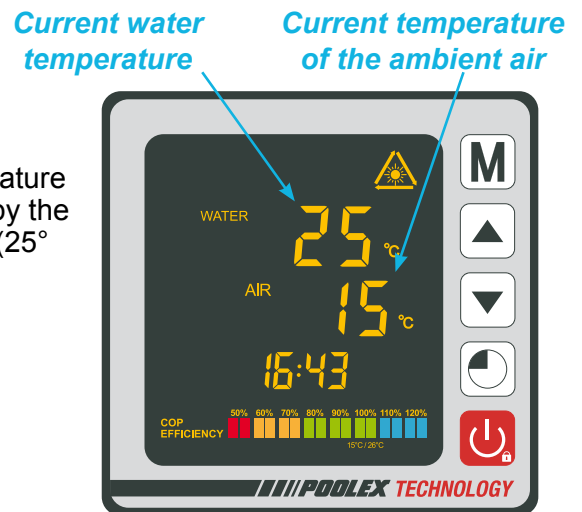 Current water
temperature
Current temperature
of the ambient air
ature
by the
(25°
M
WATER 25 °C
AIR 15 °C
16:43
50% 60% 70% 80% 90% 100% 110% 120%
COP
EFFICIENCY
15°C / 26°C
POOLEX TECHNOLOGY